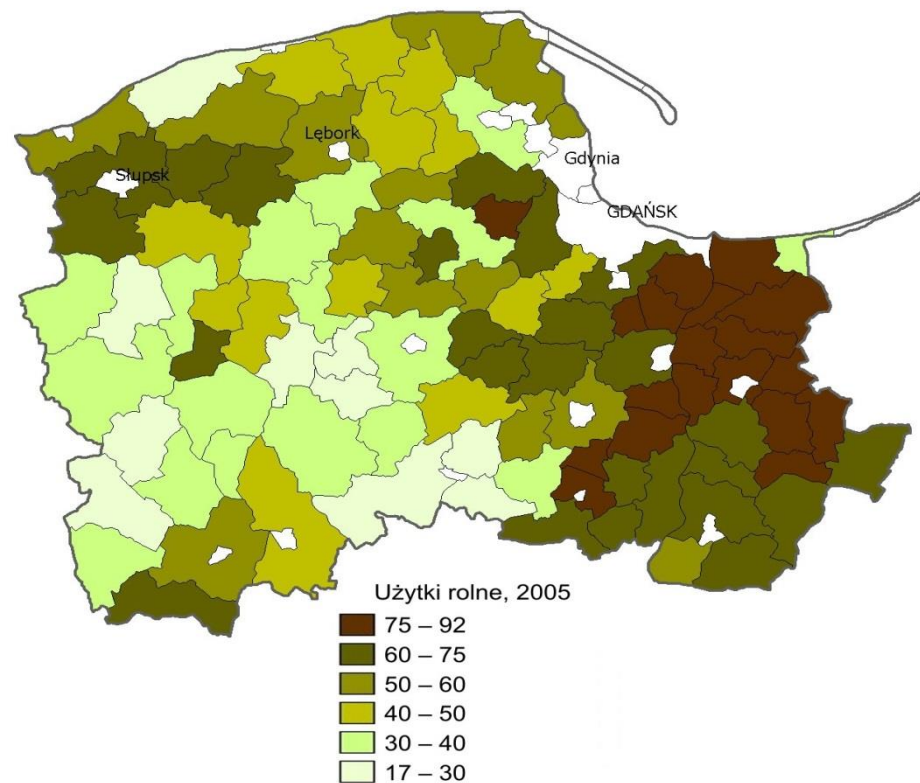 Lębork
Gdynia
Słupsk
GDAŃSK
Użytki rolne, 2005
75 – 92
60 – 75
50 – 60
40 – 50
30 – 40
17 – 30